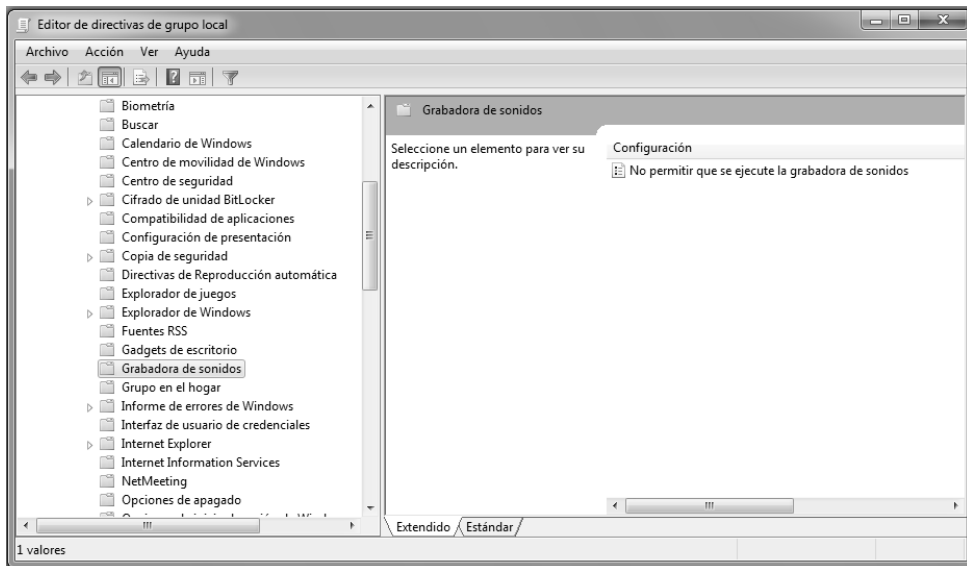 Editor de directivas de grupo local
Archivo Acción Ver Ayuda
Biometría
Buscar
Calendario de Windows
Centro de movilidad de Windows
Centro de seguridad
Cifrado de unidad BitLocker
Compatibilidad de aplicaciones
Configuración de presentación
Copia de seguridad
Directivas de Reproducción automática
Explorador de juegos
Explorador de Windows
Fuentes RSS
Gadgets de escritorio
Grabadora de sonidos
Grupo en el hogar
Informe de errores de Windows
Interfaz de usuario de credenciales
Internet Explorer
Internet Information Services
NetMeeting
Opciones de apagado
Grabadora de sonidos
Seleccione un elemento para ver su
descripción.
Configuración
No permitir que se ejecute la grabadora de sonidos
Extendido Estándar
1 valores